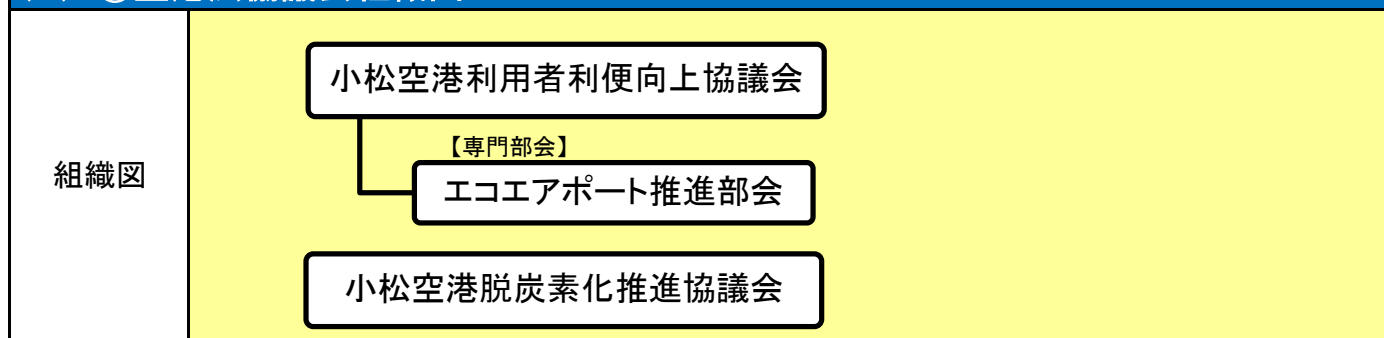 小松空港利用者利便向上協議会
【専門部会】
組織図
エコエアポート推進部会
小松空港脱炭素化推進協議会